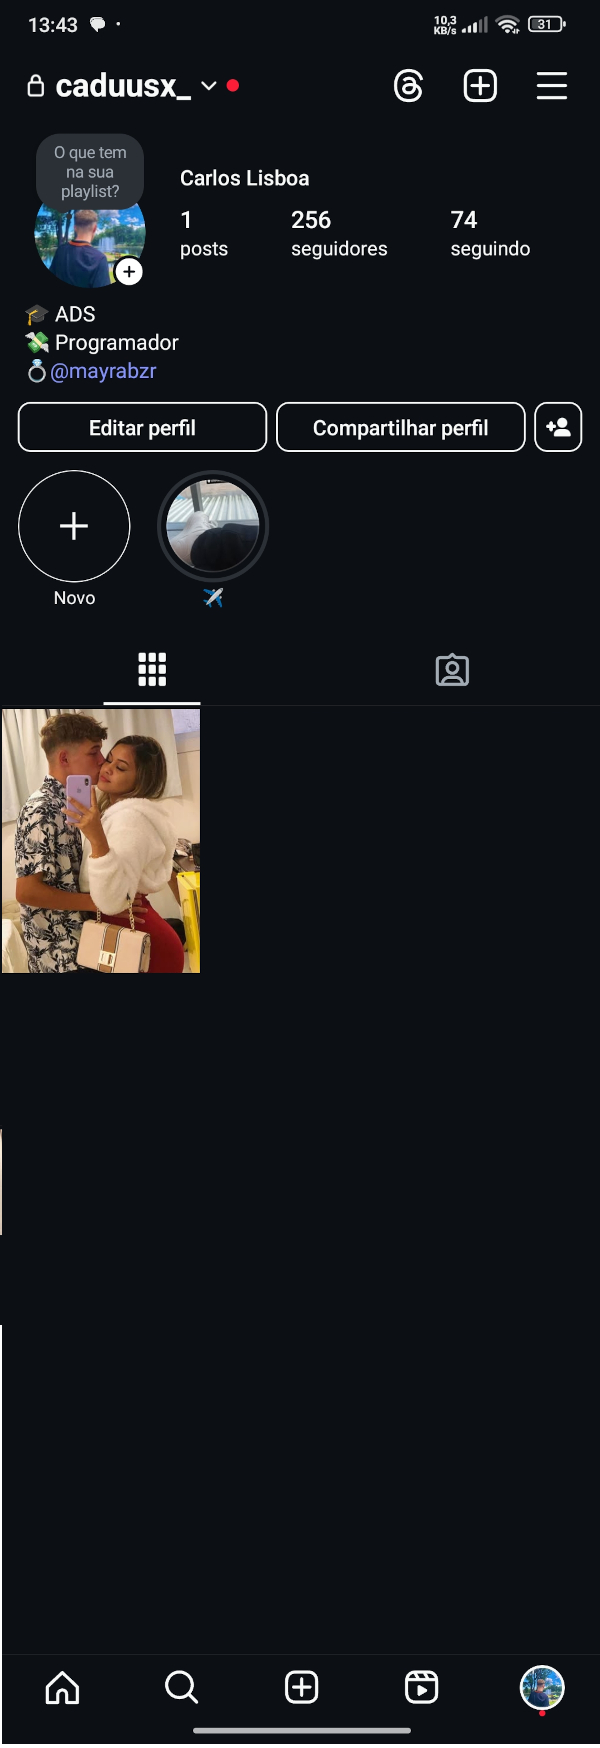 13:43
10,3
KB/s
31
caduusx_
O que tem
na sua
playlist?
Carlos Lisboa
1 256 74
posts seguidores seguindo
🎓 ADS
💸 Programador
💍@mayrabzr
Editar perfil
Compartilhar perfil
Novo
✈️